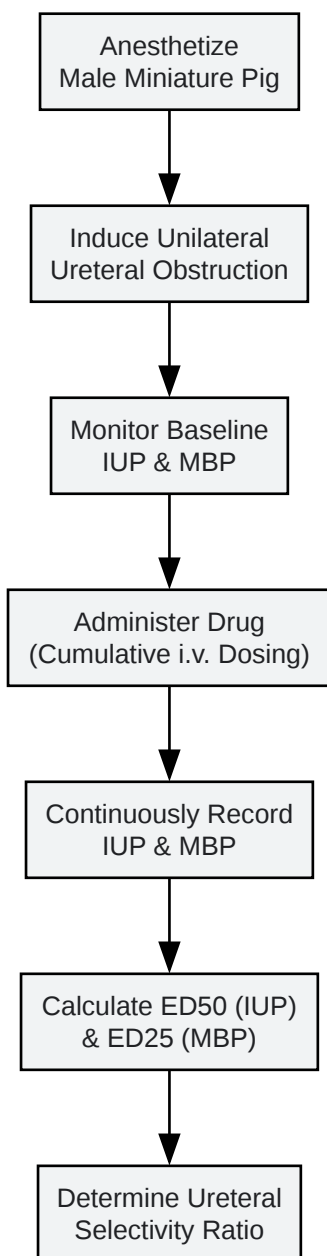 Anesthetize
Male Miniature Pig
Induce Unilateral
Ureteral Obstruction
Monitor Baseline
IUP & MBP
Administer Drug
(Cumulative i.v. Dosing)
Continuously Record
IUP & MBP
Calculate ED50 (IUP)
& ED25 (MBP)
Determine Ureteral
Selectivity Ratio